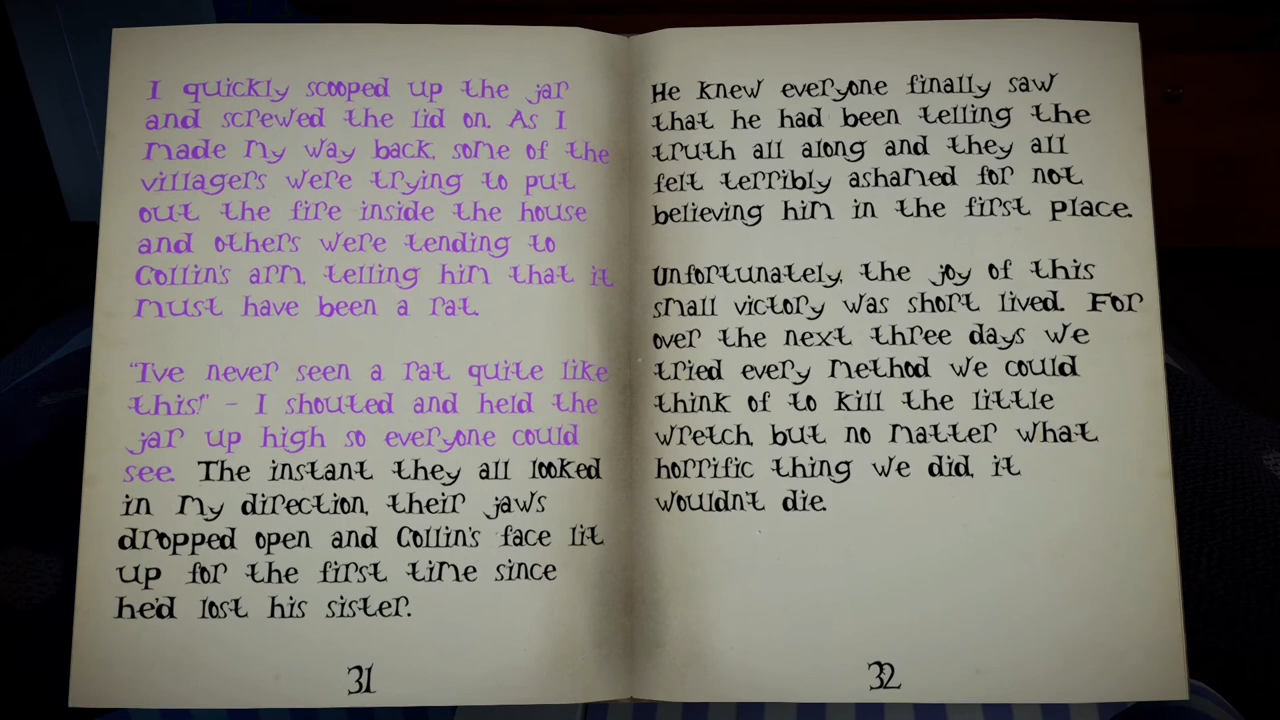 I quickly scooped up the jar
and screwed the lid on. As I
made my way back, some of the
villagers were trying to put
out the fire inside the house
and others were tending to
Collin's arm, telling him that it
must have been a rat.
"I've never seen a rat quite like
this!" - I shouted and held the
jar up high so everyone could
see. The instant they all looked
in my direction, their jaws
dropped open and Collin's face lit
up for the first time since
he'd lost his sister.
31
He knew everyone finally saw
that he had been telling the
truth all along and they all
felt terribly ashamed for not
believing him in the first place.
Unfortunately, the joy of this
small victory was short lived. For
over the next three days we
tried every method we could
think of to kill the little
wretch, but no matter what
horrific thing we did, it
wouldn't die.
32